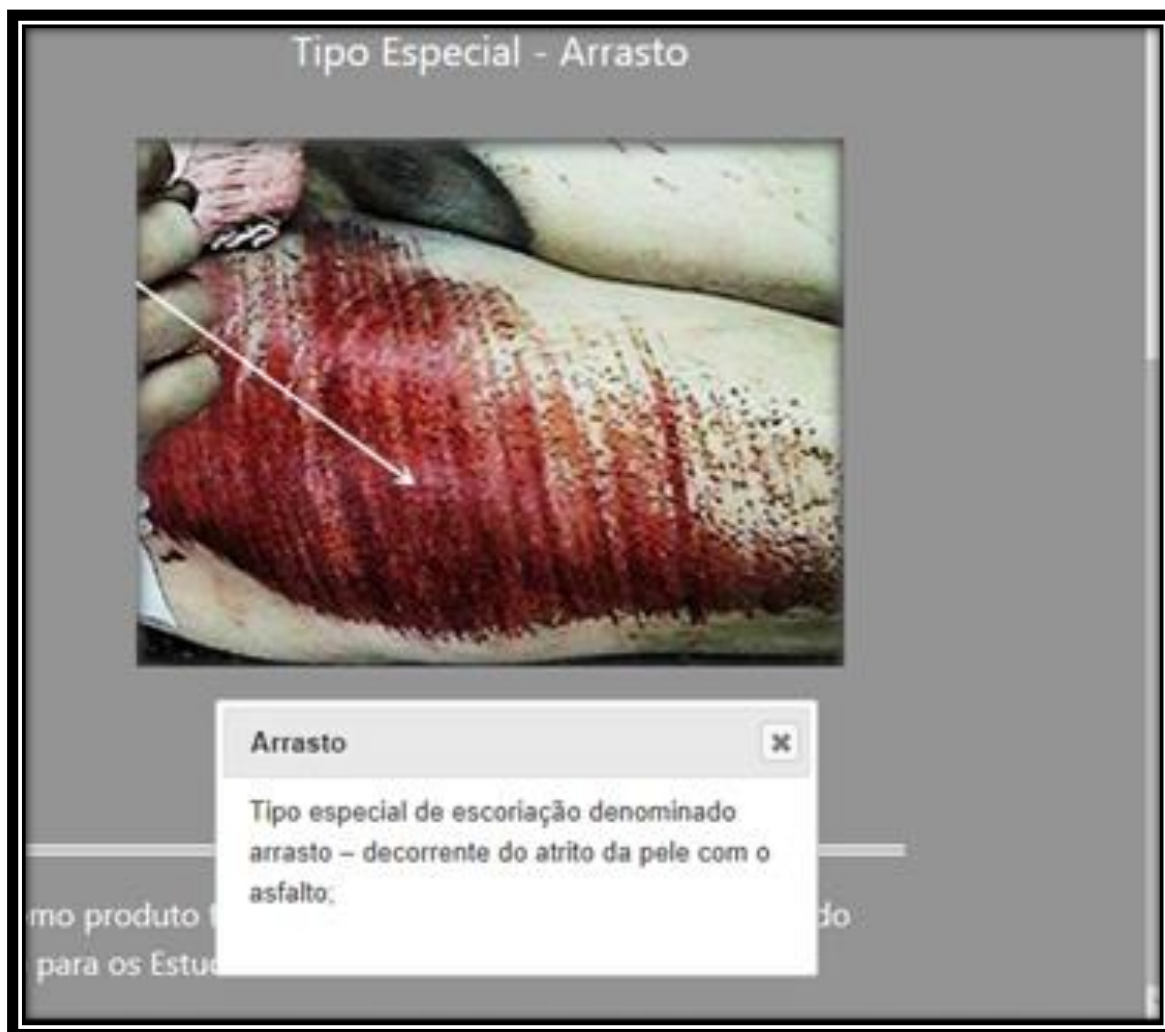 Tipo Especial - Arrasto
Arrasto
Tipo especial de escoriação denominado
arrasto – decorrente do atrito da pele com o
asfalto;
mo produto
do
para os Estu